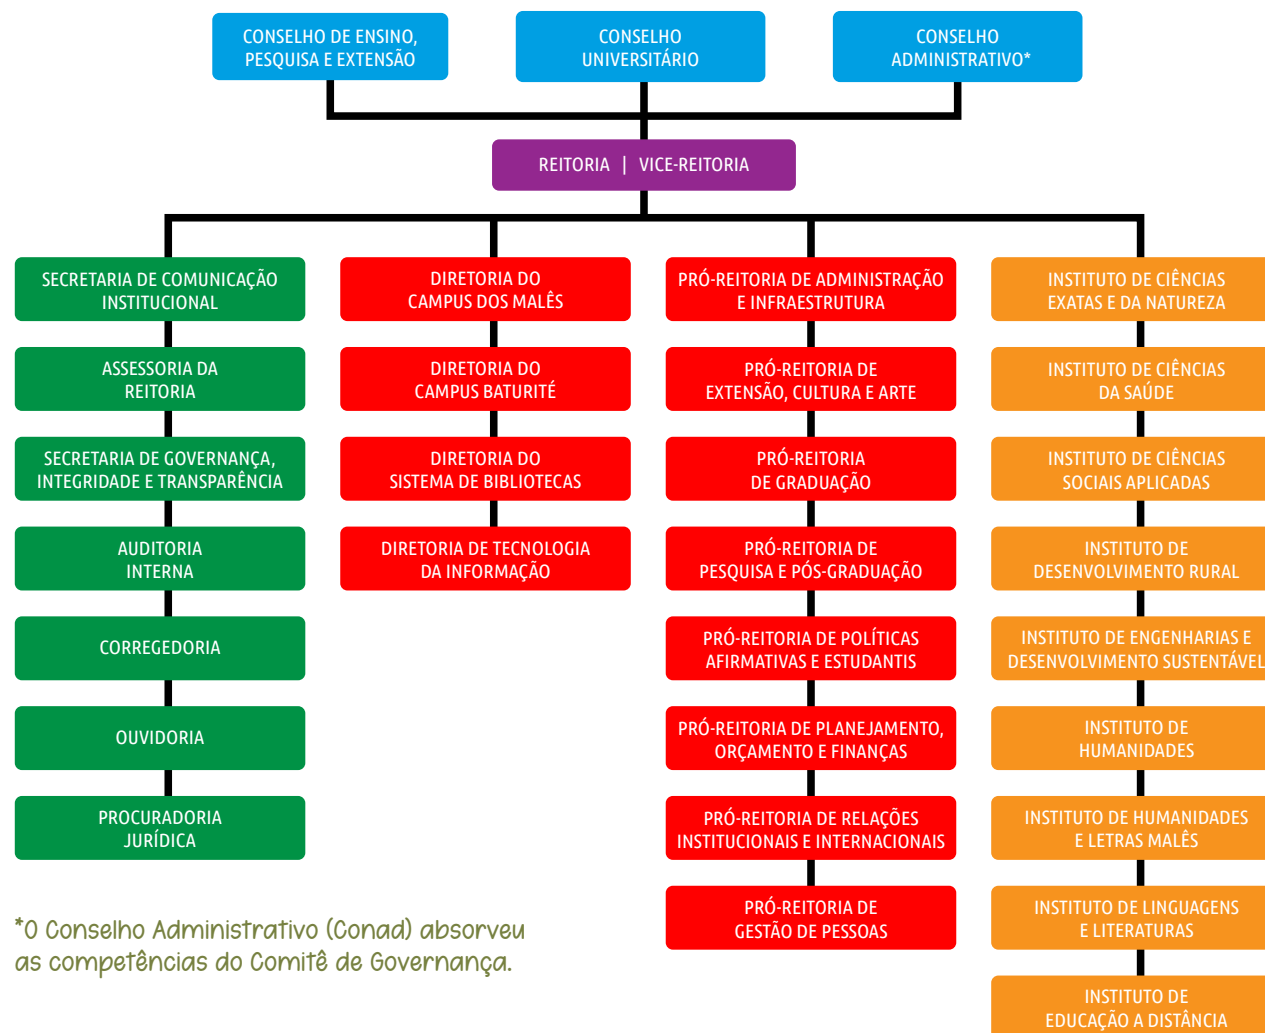 CONSELHO DE ENSINO,
PESQUISA E EXTENSÃO
CONSELHO
UNIVERSITÁRIO
CONSELHO
ADMINISTRATIVO*
REITORIA | VICE-REITORIA
SECRETARIA DE COMUNICAÇÃO
INSTITUCIONAL
ASSESSORIA DA
REITORIA
SECRETARIA DE GOVERNANÇA,
INTEGRIDADE E TRANSPARÊNCIA
AUDITORIA
INTERNA
CORREGEDORIA
OUVIDORIA
PROCURADORIA
JURÍDICA
DIRETORIA DO
CAMPUS DOS MALÊS
DIRETORIA DO
CAMPUS BATURITÉ
DIRETORIA DO
SISTEMA DE BIBLIOTECAS
DIRETORIA DE TECNOLOGIA
DA INFORMAÇÃO
PRÓ-REITORIA DE ADMINISTRAÇÃO
E INFRAESTRUTURA
PRÓ-REITORIA DE
EXTENSÃO, CULTURA E ARTE
PRÓ-REITORIA
DE GRADUAÇÃO
PRÓ-REITORIA DE
PESQUISA E PÓS-GRADUAÇÃO
PRÓ-REITORIA DE POLÍTICAS
AFIRMATIVAS E ESTUDANTIS
PRÓ-REITORIA DE PLANEJAMENTO,
ORÇAMENTO E FINANÇAS
PRÓ-REITORIA DE RELAÇÕES
INSTITUCIONAIS E INTERNACIONAIS
PRÓ-REITORIA DE
GESTÃO DE PESSOAS
INSTITUTO DE CIÊNCIAS
EXATAS E DA NATUREZA
INSTITUTO DE CIÊNCIAS
DA SAÚDE
INSTITUTO DE CIÊNCIAS
SOCIAIS APLICADAS
INSTITUTO DE
DESENVOLVIMENTO RURAL
INSTITUTO DE ENGENHARIAS E
DESENVOLVIMENTO SUSTENTÁVEL
INSTITUTO DE
HUMANIDADES
INSTITUTO DE HUMANIDADES
E LETRAS MALÊS
INSTITUTO DE LINGUAGENS
E LITERATURAS
INSTITUTO DE
EDUCAÇÃO A DISTÂNCIA
*O Conselho Administrativo (Conad) absorveu
as competências do Comitê de Governança.